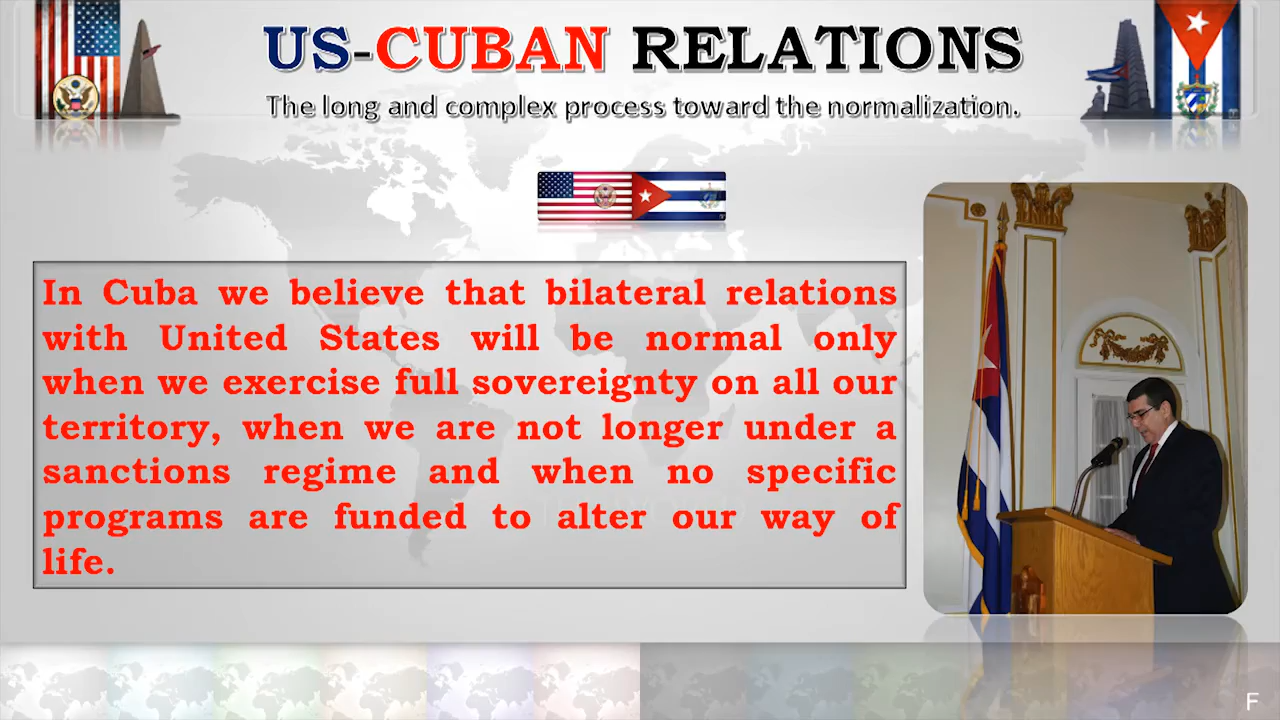 US-CUBAN RELATIONS
The long and complex process toward the normalization.
In Cuba we believe that bilateral relations
with United States will be normal only
when we exercise full sovereignty on all our
territory, when we are not longer under a
sanctions regime and when no specific
programs are funded to alter our way of
life.
F